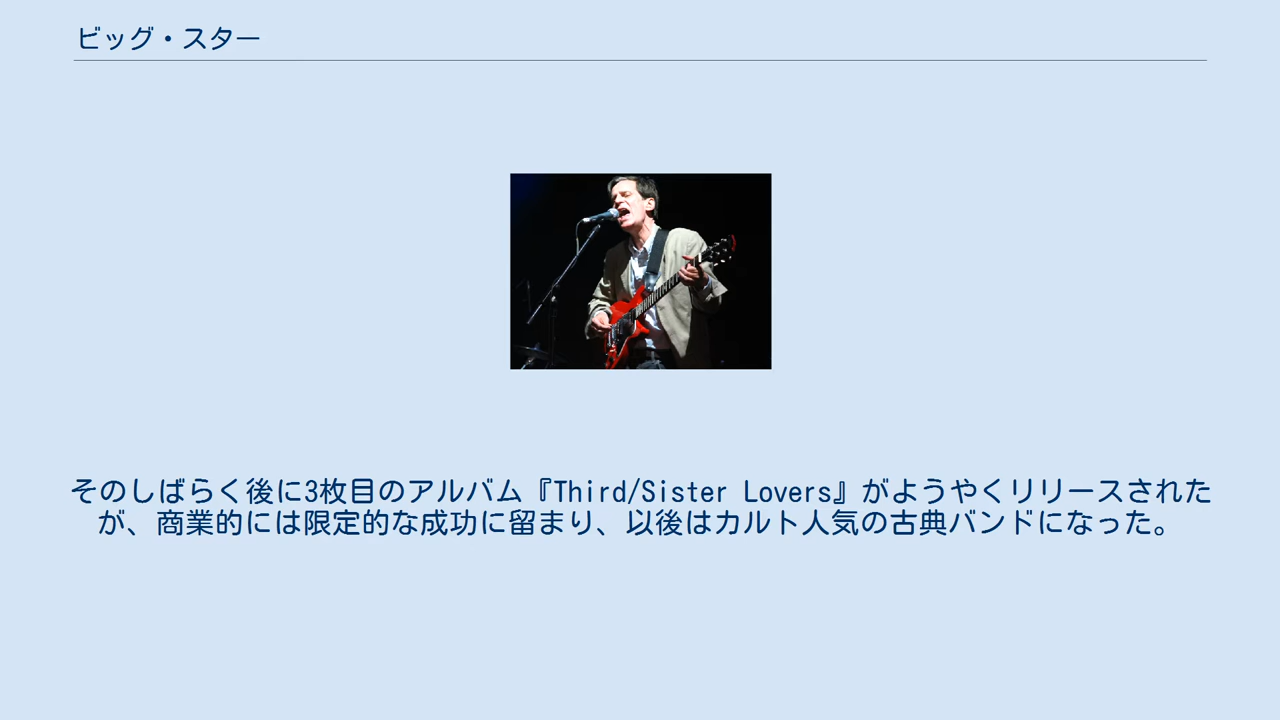 ビッグ・スター
そのしばらく後に3枚目のアルバム『Third/Sister Lovers』がようやくリリースされた
が、商業的には限定的な成功に留まり、以後はカルト人気の古典バンドになった。